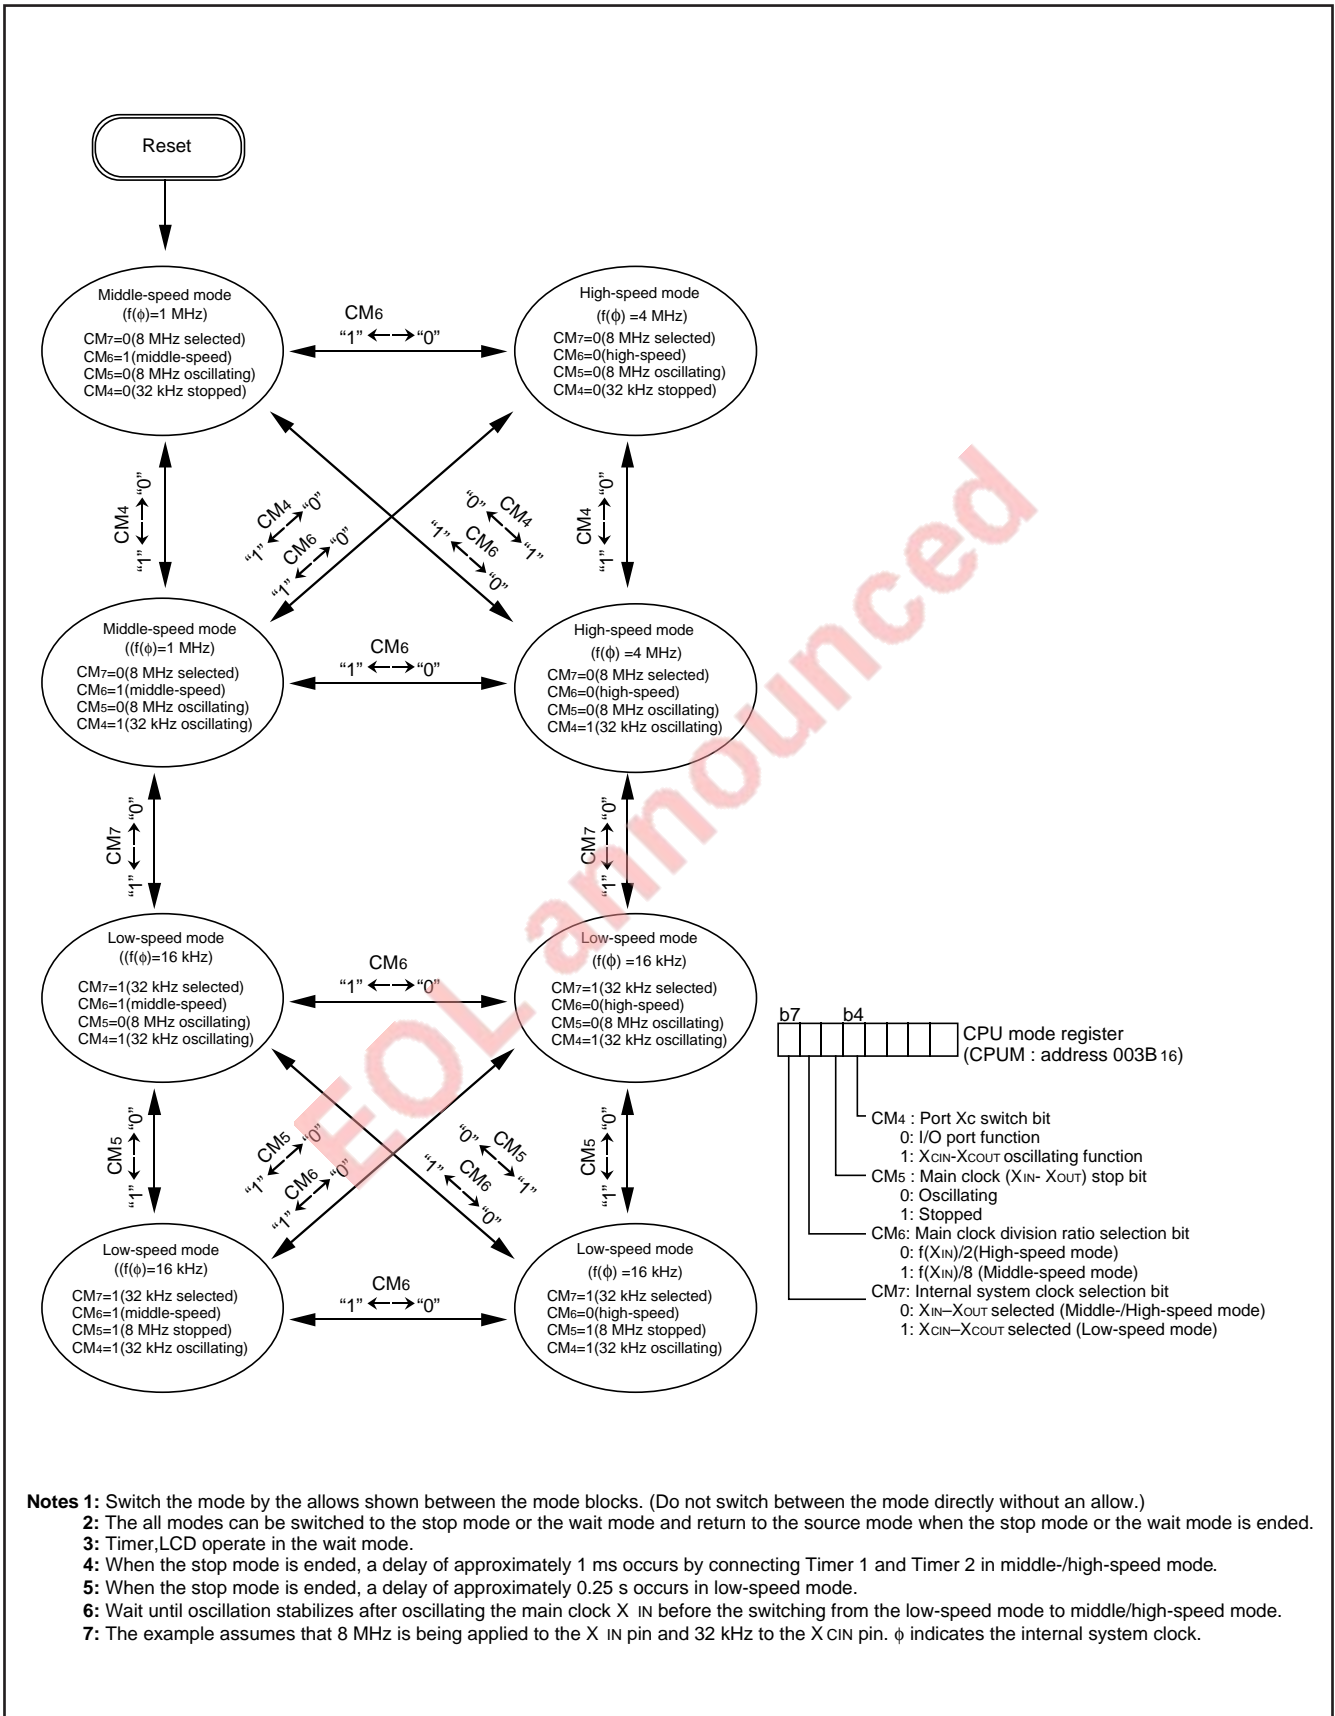 Reset
Middle-speed mode
(f(ϕ)=1 MHz)
CM7=0(8 MHz selected)
CM6=1(middle-speed)
CM5=0(8 MHz oscillating)
CM4=0(32 kHz stopped)
CM6
“1” ←→ “0”
High-speed mode
(f(ϕ) =4 MHz)
CM7=0(8 MHz selected)
CM6=0(high-speed)
CM5=0(8 MHz oscillating)
CM4=0(32 kHz stopped)
CM4
“1” ←→ “0”
CM4
“1” ←→ “0”
CM6
“1” ←→ “0”
CM4
“0” ←→ “1”
CM6
“1” ←→ “0”
CM4
“1” ←→ “0”
Middle-speed mode
((f(ϕ)=1 MHz)
CM7=0(8 MHz selected)
CM6=1(middle-speed)
CM5=0(8 MHz oscillating)
CM4=1(32 kHz oscillating)
CM6
“1” ←→ “0”
High-speed mode
(f(ϕ) =4 MHz)
CM7=0(8 MHz selected)
CM6=0(high-speed)
CM5=0(8 MHz oscillating)
CM4=1(32 kHz oscillating)
CM7
“1” ←→ “0”
CM7
“1” ←→ “0”
Low-speed mode
((f(ϕ)=16 kHz)
CM7=1(32 kHz selected)
CM6=1(middle-speed)
CM5=0(8 MHz oscillating)
CM4=1(32 kHz oscillating)
CM6
“1” ←→ “0”
Low-speed mode
(f(ϕ) =16 kHz)
CM7=1(32 kHz selected)
CM6=0(high-speed)
CM5=0(8 MHz oscillating)
CM4=1(32 kHz oscillating)
CM5
“1” ←→ “0”
CM5
“1” ←→ “0”
CM6
“1” ←→ “0”
CM5
“0” ←→ “1”
CM6
“1” ←→ “0”
CM5
“1” ←→ “0”
Low-speed mode
((f(ϕ)=16 kHz)
CM7=1(32 kHz selected)
CM6=1(middle-speed)
CM5=1(8 MHz stopped)
CM4=1(32 kHz oscillating)
CM6
“1” ←→ “0”
Low-speed mode
(f(ϕ) =16 kHz)
CM7=1(32 kHz selected)
CM6=0(high-speed)
CM5=1(8 MHz stopped)
CM4=1(32 kHz oscillating)
b7 b4
CPU mode register
(CPUM : address 003B16)
CM4 : Port Xc switch bit
0: I/O port function
1: XCIN-XCOUT oscillating function
CM5 : Main clock (XIN- XOUT) stop bit
0: Oscillating
1: Stopped
CM6: Main clock division ratio selection bit
0: f(XIN)/2(High-speed mode)
1: f(XIN)/8 (Middle-speed mode)
CM7: Internal system clock selection bit
0: XIN–XOUT selected (Middle-/High-speed mode)
1: XCIN–XCOUT selected (Low-speed mode)
EOL announced
Notes 1: Switch the mode by the allows shown between the mode blocks. (Do not switch between the mode directly without an allow.)
2: The all modes can be switched to the stop mode or the wait mode and return to the source mode when the stop mode or the wait mode is ended.
3: Timer,LCD operate in the wait mode.
4: When the stop mode is ended, a delay of approximately 1 ms occurs by connecting Timer 1 and Timer 2 in middle-/high-speed mode.
5: When the stop mode is ended, a delay of approximately 0.25 s occurs in low-speed mode.
6: Wait until oscillation stabilizes after oscillating the main clock X IN before the switching from the low-speed mode to middle/high-speed mode.
7: The example assumes that 8 MHz is being applied to the X IN pin and 32 kHz to the X CIN pin. ϕ indicates the internal system clock.